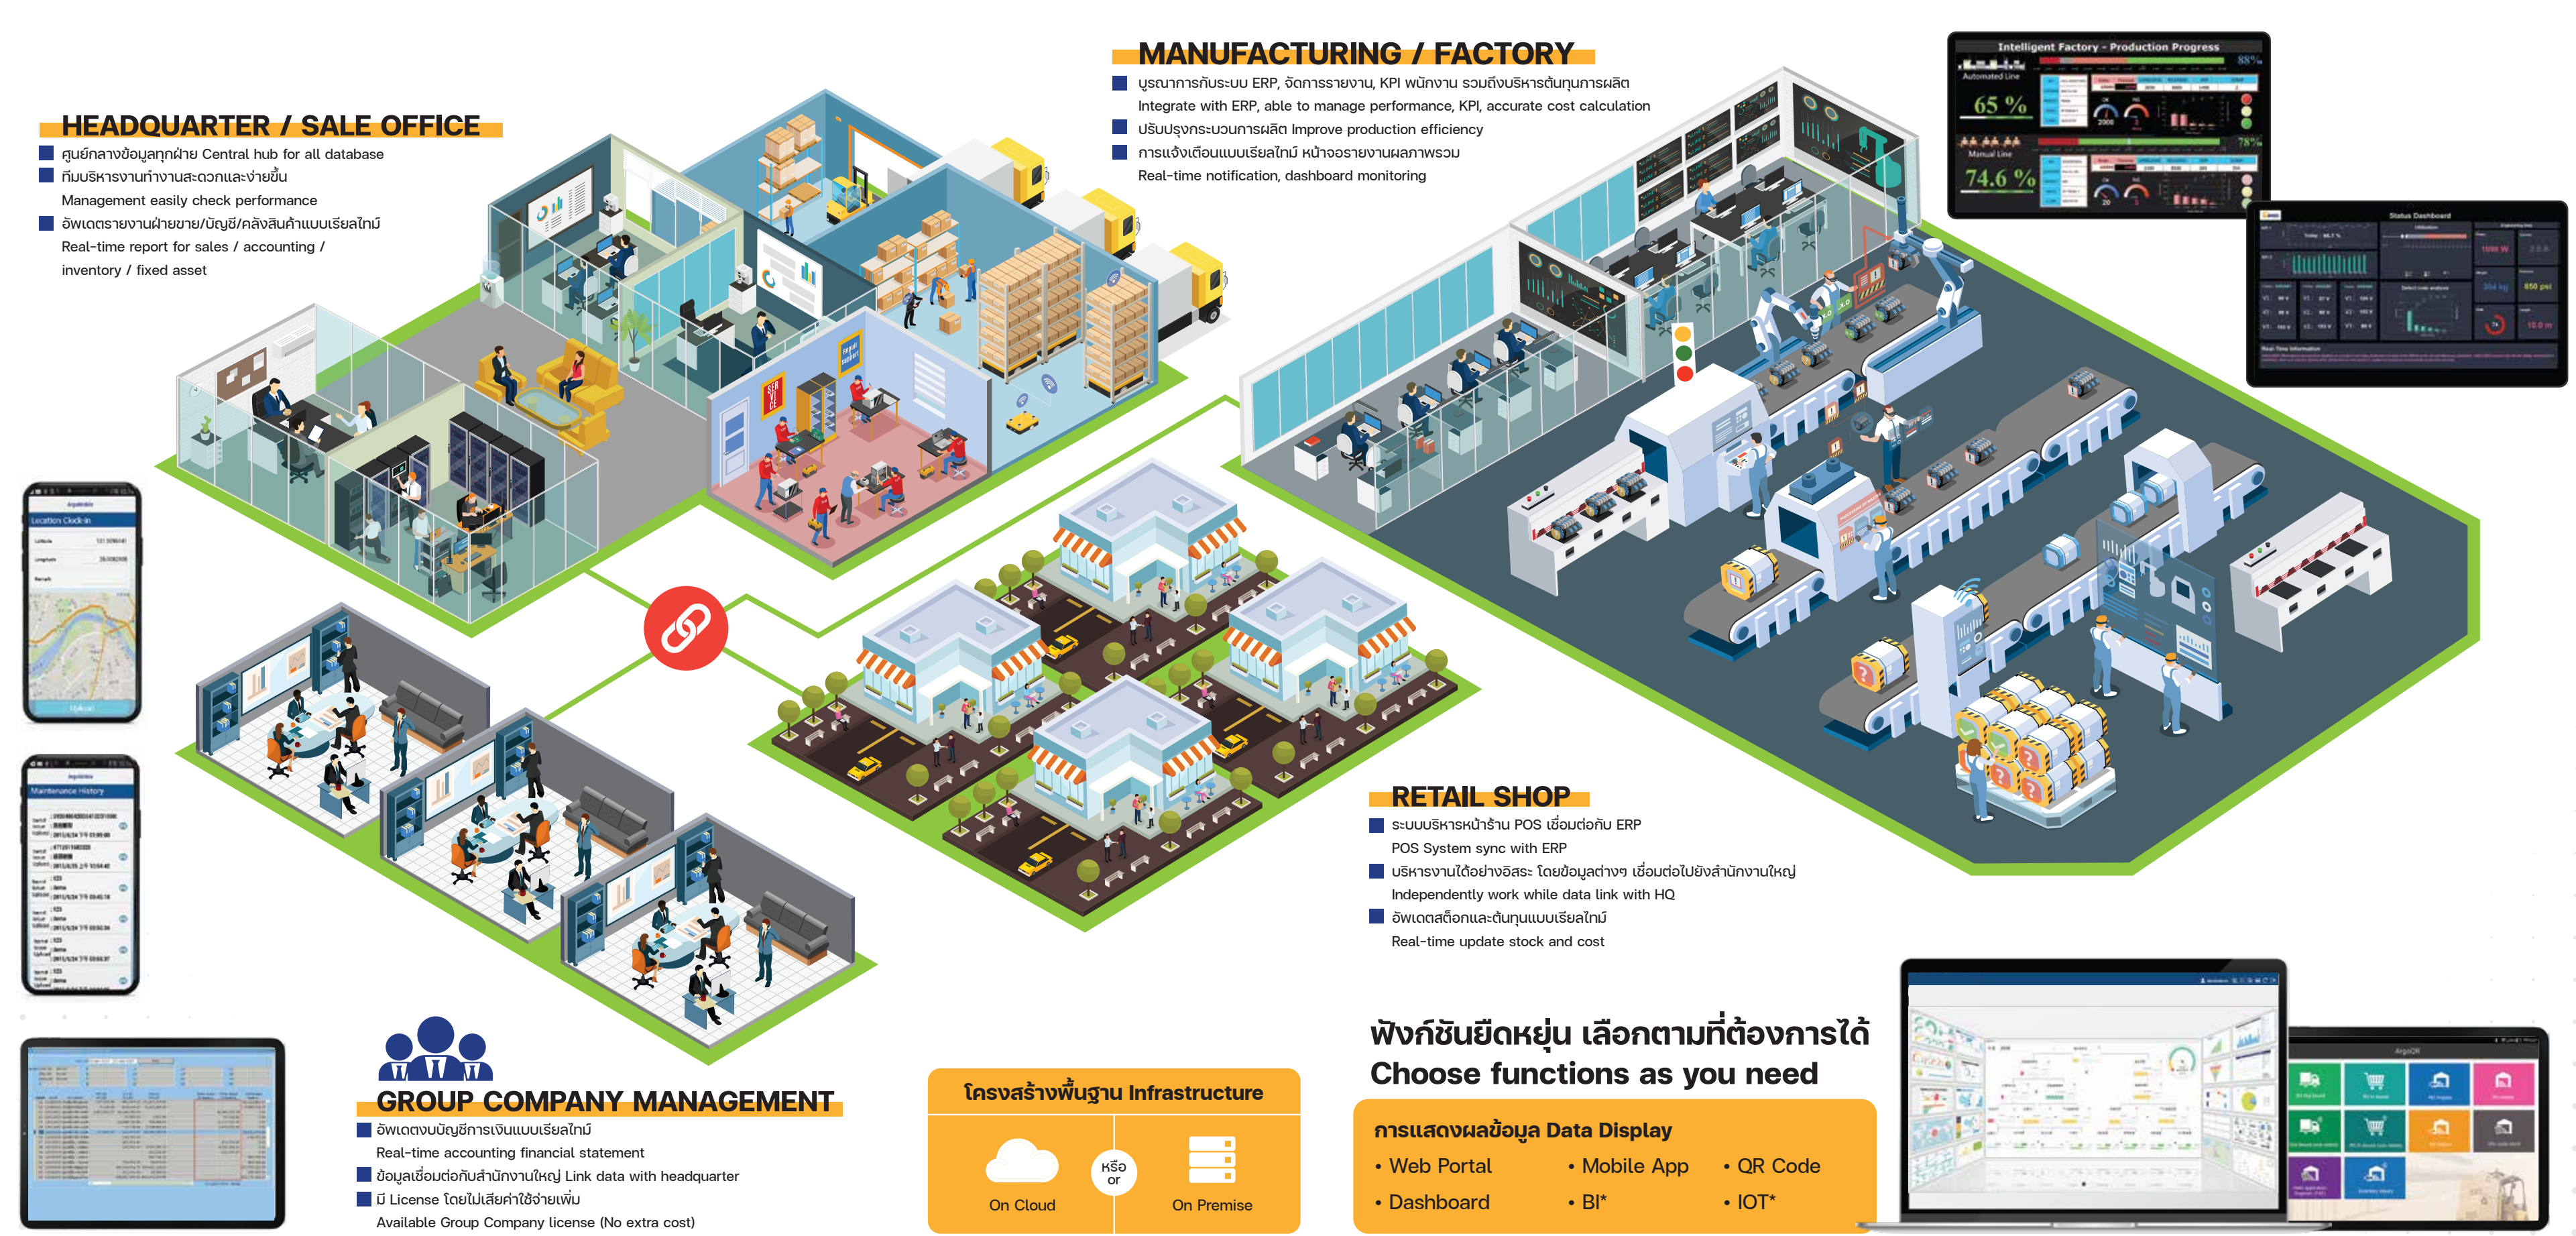 MANUFACTURING / FACTORY
บูรณาการกับระบบ ERP, จัดการรายงาน, KPI พนักงาน รวมถึงบริหารต้นทุนการผลิต
Integrate with ERP, able to manage performance, KPI, accurate cost calculation
ปรับปรุงกระบวนการผลิต Improve production efficiency
การแจ้งเตือนแบบเรียลไทม์ หน้าจอรายงานผลภาพรวม
Real-time notification, dashboard monitoring
HEADQUARTER / SALE OFFICE
ศูนย์กลางข้อมูลทุกฝ่าย Central hub for all database
ทีมบริหารงานทำงานสะดวกและง่ายขึ้น
Management easily check performance
อัพเดตรายงานฝ่ายขาย/บัญชี/คลังสินค้าแบบเรียลไทม์
Real-time report for sales / accounting /
inventory / fixed asset
Intelligent Factory - Production Progress
88%
Automated Line
65 %
78%
Manual Line
74.6 %
Status Dashboard
650 psi
10.0 m
Real-Time Information
SERVICE
Repair support
Location Clock-in
Upload
Maintenance History
RETAIL SHOP
ระบบบริหารหน้าร้าน POS เชื่อมต่อกับ ERP
POS System sync with ERP
บริหารงานได้อย่างอิสระ โดยข้อมูลต่างๆ เชื่อมต่อไปยังสำนักงานใหญ่
Independently work while data link with HQ
อัพเดตสต็อกและต้นทุนแบบเรียลไทม์
Real-time update stock and cost
GROUP COMPANY MANAGEMENT
อัพเดตงบบัญชีการเงินแบบเรียลไทม์
Real-time accounting financial statement
ข้อมูลเชื่อมต่อกับสำนักงานใหญ่ Link data with headquarter
มี License โดยไม่เสียค่าใช้จ่ายเพิ่ม
Available Group Company license (No extra cost)
โครงสร้างพื้นฐาน Infrastructure
หรือ
or
On Cloud
On Premise
ฟังก์ชันยืดหยุ่น เลือกตามที่ต้องการได้
Choose functions as you need
การแสดงผลข้อมูล Data Display
• Web Portal • Mobile App • QR Code
• Dashboard • BI* • IOT*
ArgoQR